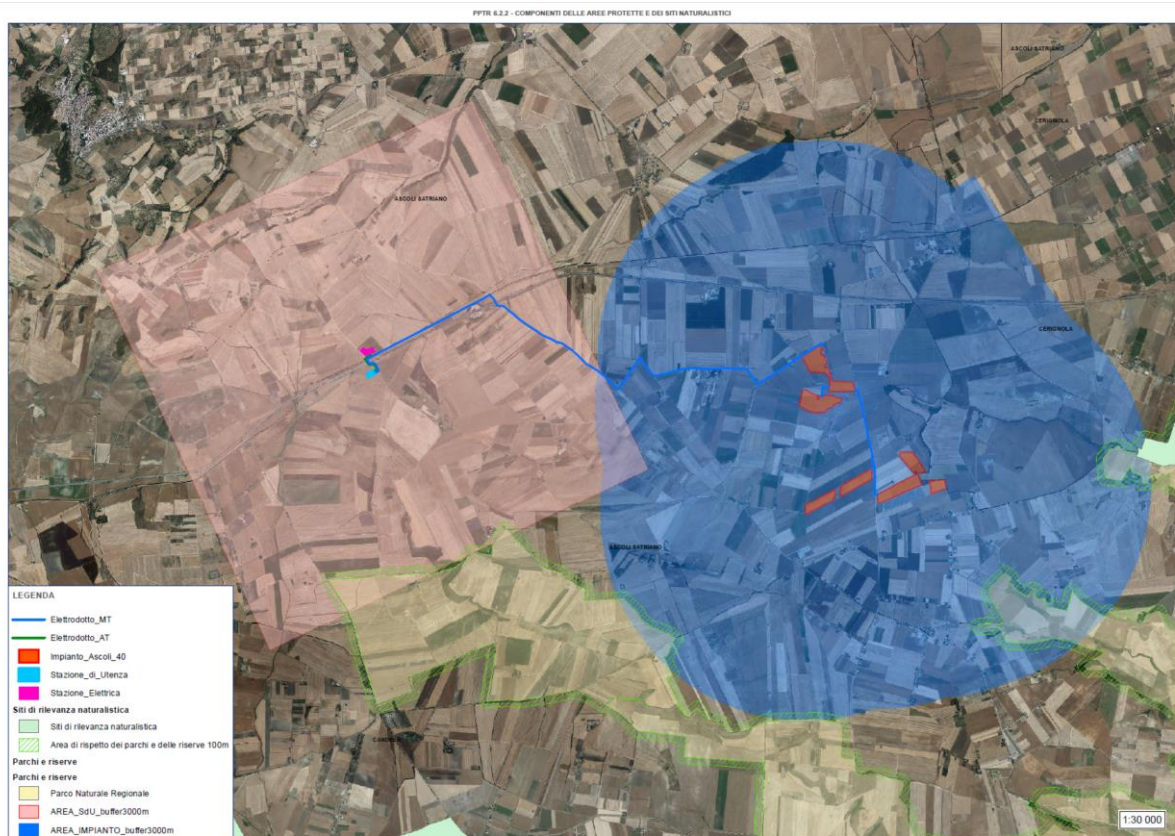 PPTR 6.2.2 - COMPONENTI DELLE AREE PROTETTE E DEI SITI NATURALISTICI
ASCOLI SATRIANO
CERIGNOLA
ASCOLI SATRIANO
CERIGNOLA
ASCOLI SATRIANO
LEGENDA
Elettrodotto_MT
Elettrodotto_AT
Impianto_Ascoli_40
Stazione_di_Utenza
Stazione_Elettrica
Siti di rilevanza naturalistica
Siti di rilevanza naturalistica
Area di rispetto dei parchi e delle riserve 100m
Parchi e riserve
Parchi e riserve
Parco Naturale Regionale
AREA_SdU_buffer3000m
AREA_IMPIANTO_buffer3000m
1:30 000